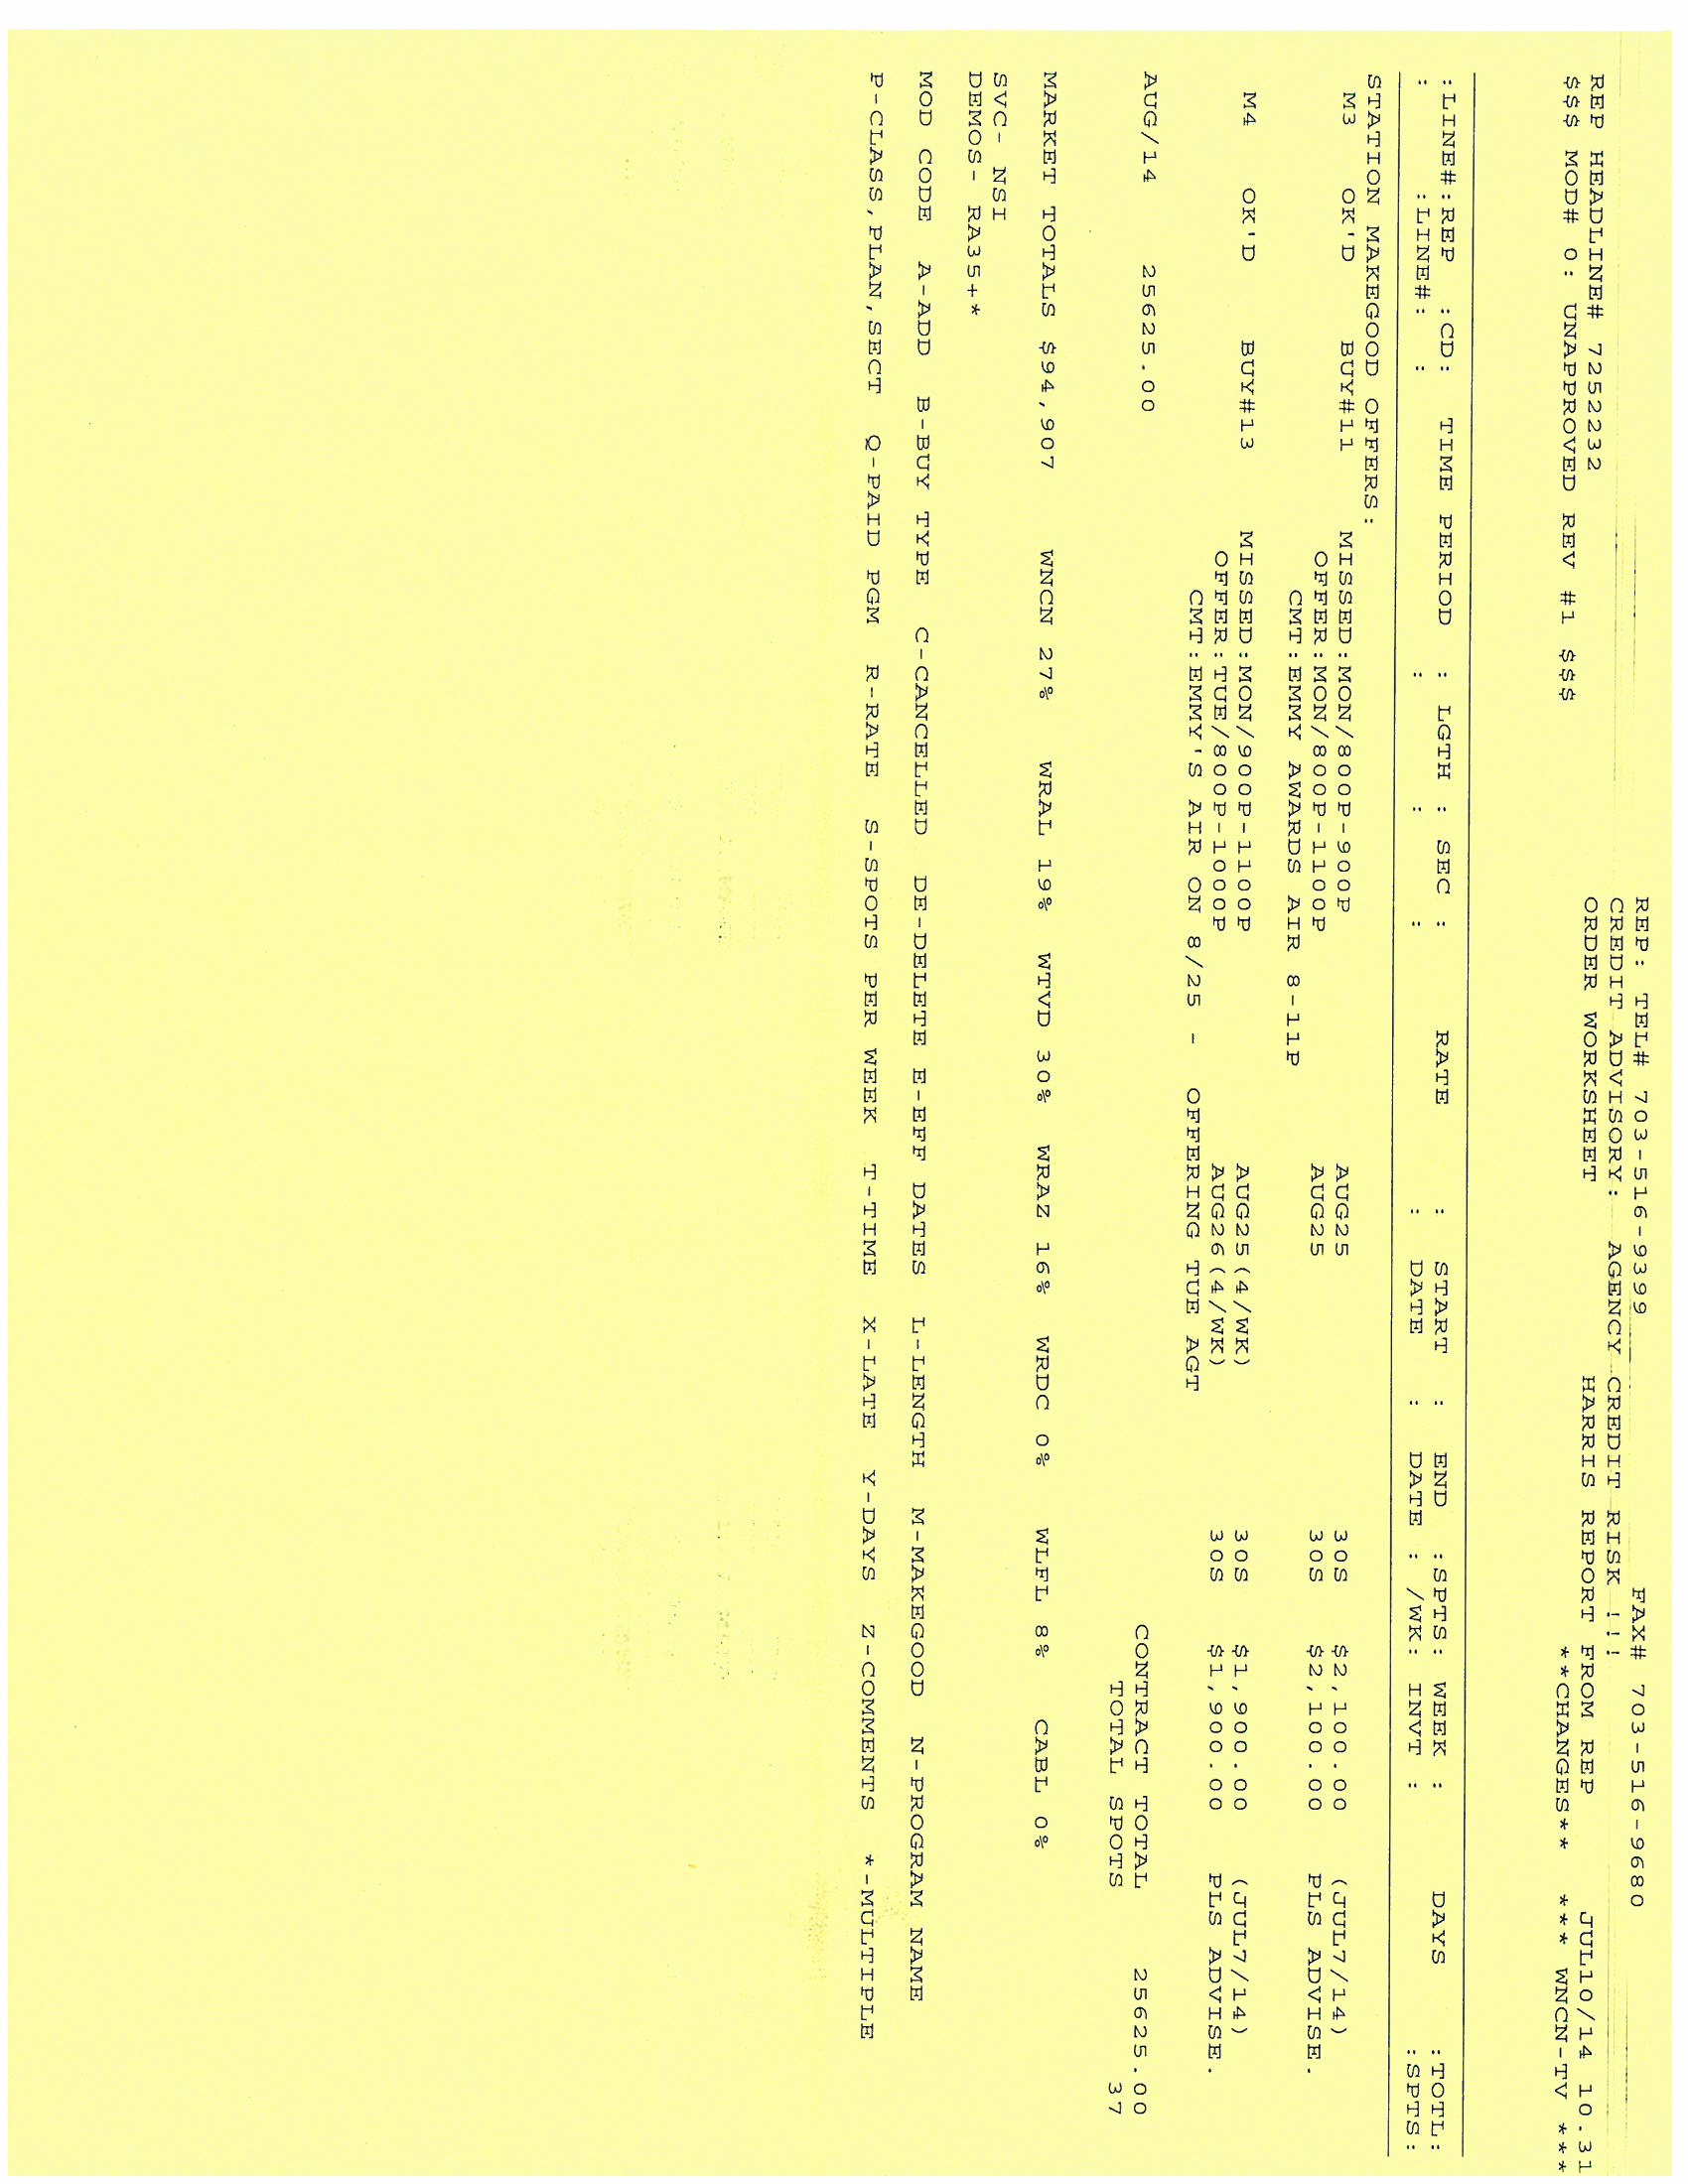 REP: TEL# 703-516-9399 FAX# 703-516-9680
CREDIT ADVISORY: AGENCY CREDIT RISK !!!
REP HEADLINE# 7252232 ORDER WORKSHEET HARRIS REPORT FROM REP JUL10/14 10.31
$$$ MOD# 0: UNAPPROVED REV #1 $$$ **CHANGES** *** WNCN-TV ***
:LINE#:REP :CD: TIME PERIOD : LGTH : SEC : RATE : START : END :SPTS: WEEK : DAYS :TOTL:
: :LINE#: : : : : : DATE : DATE : /WK: INVT : :SPTS:
STATION MAKEGOOD OFFERS:
M3 OK'D BUY#11 MISSED:MON/800P-900P AUG25 30S $2,100.00 (JUL7/14)
OFFER:MON/800P-1100P AUG25 30S $2,100.00 PLS ADVISE.
CMT:EMMY AWARDS AIR 8-11P
M4 OK'D BUY#13 MISSED:MON/900P-1100P AUG25(4/WK) 30S $1,900.00 (JUL7/14)
OFFER:TUE/800P-1000P AUG26(4/WK) 30S $1,900.00 PLS ADVISE.
CMT:EMMY'S AIR ON 8/25 - OFFERING TUE AGT
AUG/14 25625.00 CONTRACT TOTAL 25625.00
TOTAL SPOTS 37
MARKET TOTALS $94,907 WNCN 27% WRAL 19% WTVD 30% WRAZ 16% WRDC 0% WLFL 8% CABL 0%
SVC- NSI
DEMOS- RA35+*
MOD CODE A-ADD B-BUY TYPE C-CANCELLED DE-DELETE E-EFF DATES L-LENGTH M-MAKEGOOD N-PROGRAM NAME
P-CLASS,PLAN,SECT Q-PAID PGM R-RATE S-SPOTS PER WEEK T-TIME X-LATE Y-DAYS Z-COMMENTS *-MULTIPLE